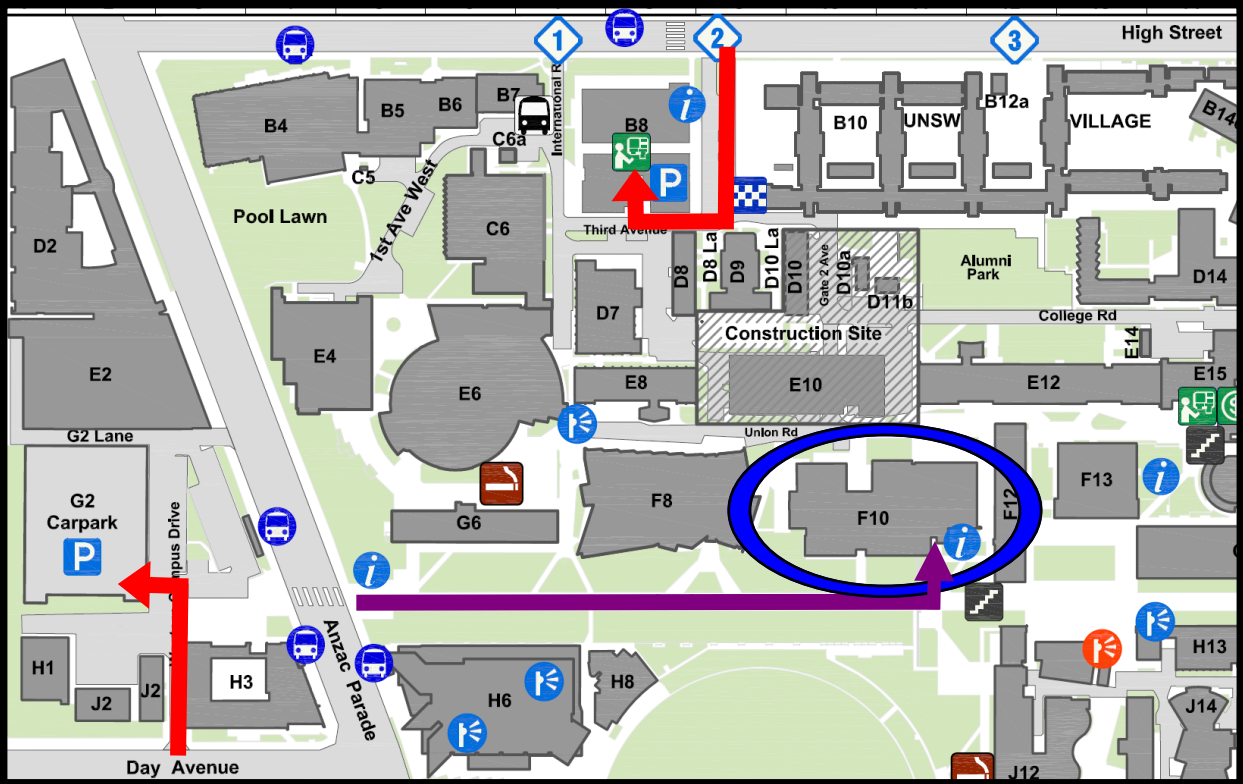 High Street
1
2
3
B7
B6
B5
B4
C6a
C5
International R
B8
P
i
B10
UNSW
B12a
VILLAGE
Pool Lawn
1st Ave West
C6
Third Avenue
D2
D8
D8 La
D9
D10 La
D10
Gate 2 Ave
D10a
D11b
Alumni
Park
D14
D7
College Rd
Construction Site
E14
E4
E2
E6
E8
E10
E12
E15
G2 Lane
Union Rd
G2
Carpark
P
F8
F10
F12
F13
i
G6
i
i
mpus Drive
Anzac Parade
H1
J2
J2
H3
H6
H8
H13
J14
J12
Day Avenue